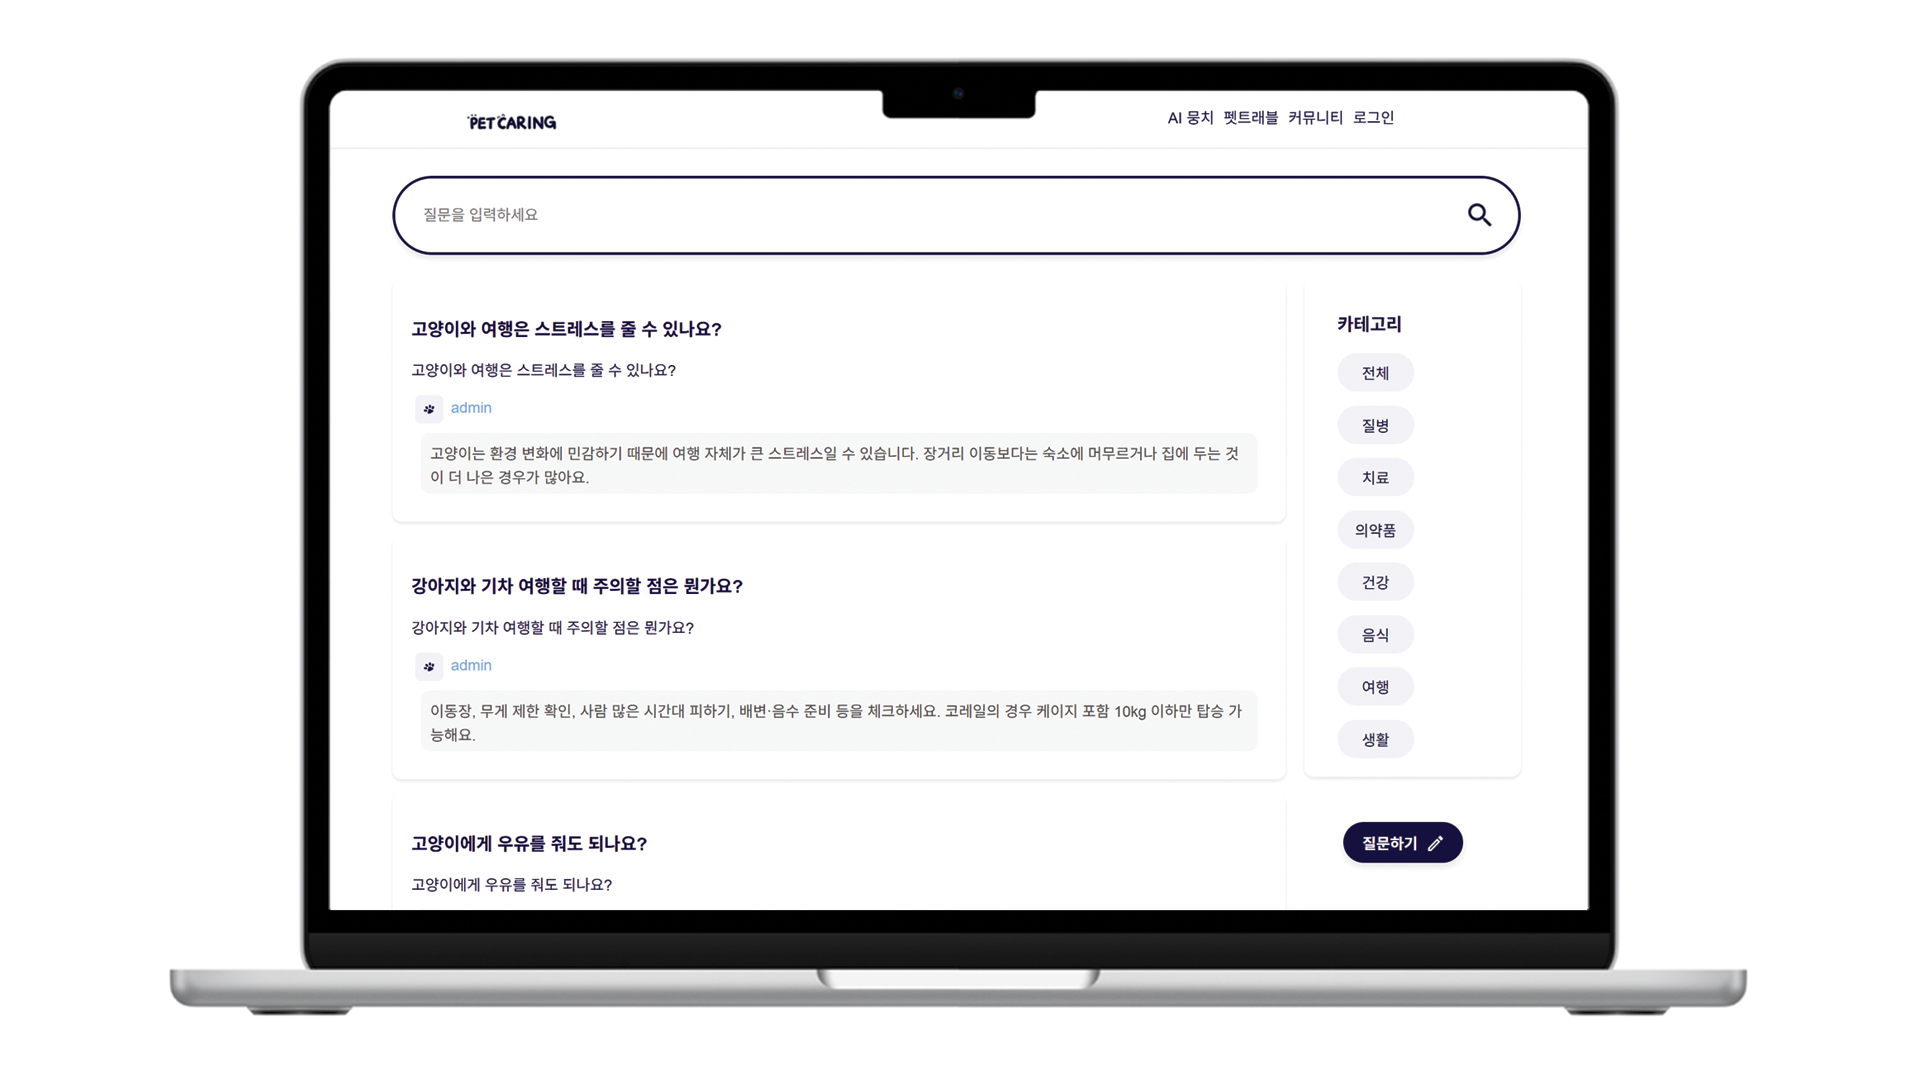 PET CARING
AI 뭉치 펫트래블 커뮤니티 로그인
질문을 입력하세요
고양이와 여행은 스트레스를 줄 수 있나요?
고양이와 여행은 스트레스를 줄 수 있나요?
admin
고양이는 환경 변화에 민감하기 때문에 여행 자체가 큰 스트레스일 수 있습니다. 장거리 이동보다는 숙소에 머무르거나 집에 두는 것
이 더 나은 경우가 많아요.
강아지와 기차 여행할 때 주의할 점은 뭔가요?
강아지와 기차 여행할 때 주의할 점은 뭔가요?
admin
이동장, 무게 제한 확인, 사람 많은 시간대 피하기, 배변·음수 준비 등을 체크하세요. 코레일의 경우 케이지 포함 10kg 이하만 탑승 가
능해요.
고양이에게 우유를 줘도 되나요?
고양이에게 우유를 줘도 되나요?
카테고리
전체
질병
치료
의약품
건강
음식
여행
생활
질문하기